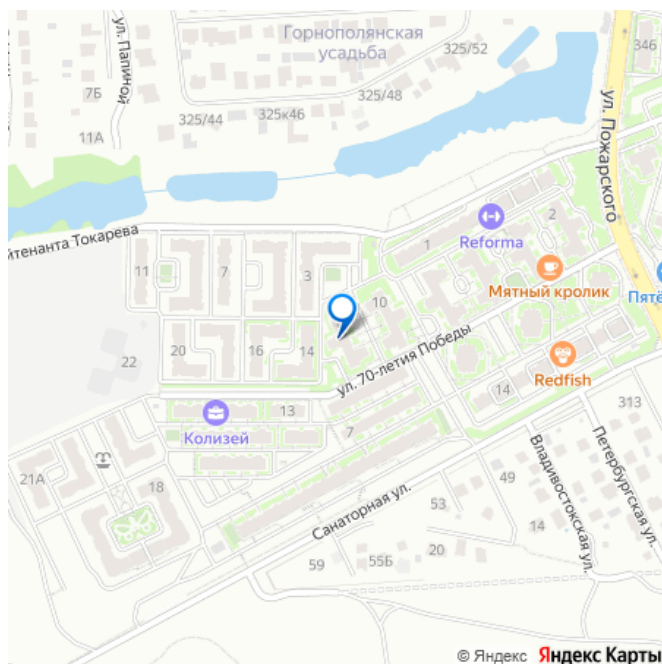 Горнополянская
усадьба
325/52
346
ул. Папиной
7Б
325/48
325к46
325/44
11А
ул. Пожарского
йтенанта Токарева
2
1
Reforma
11
7
3
10
Мятный кролик
Пятё
22
20
16
14
ул. 70-летия Победы
Redfish
14
13
Колизей
7
313
21А
18
Санаторная ул.
Владивостокская ул.
Петербургская ул.
49
53
14
20
55Б
59
© Яндекс Яндекс Карты